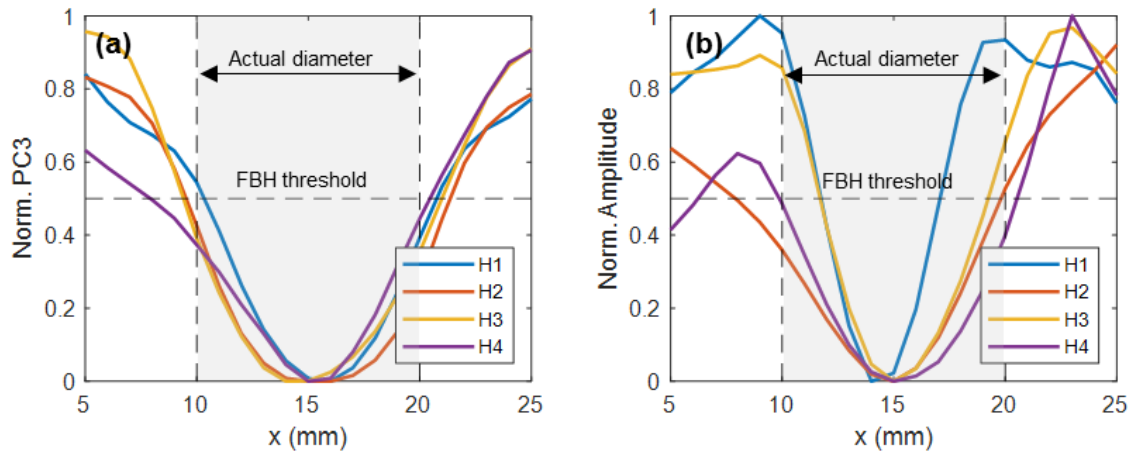 (a)
Actual diameter
FBH threshold
H1
H2
H3
H4
Norm. PC3
1
0.8
0.6
0.4
0.2
0
5
10
15
20
25
x (mm)
(b)
Actual diameter
FBH threshold
H1
H2
H3
H4
Norm. Amplitude
1
0.8
0.6
0.4
0.2
0
5
10
15
20
25
x (mm)